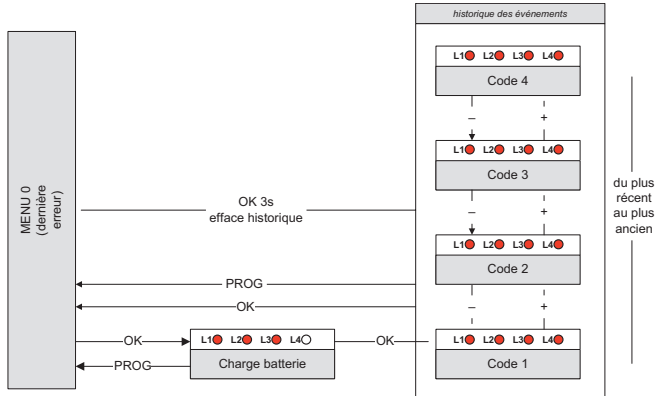 historique des événements
L1 L2 L3 L4
Code 4
– +
L1 L2 L3 L4
Code 3
– +
L1 L2 L3 L4
Code 2
– +
L1 L2 L3 L4
Code 1
du plus
récent
au plus
ancien
MENU 0
(dernière
erreur)
OK 3s
efface historique
PROG
OK
OK
L1 L2 L3 L4
Charge batterie
OK
PROG